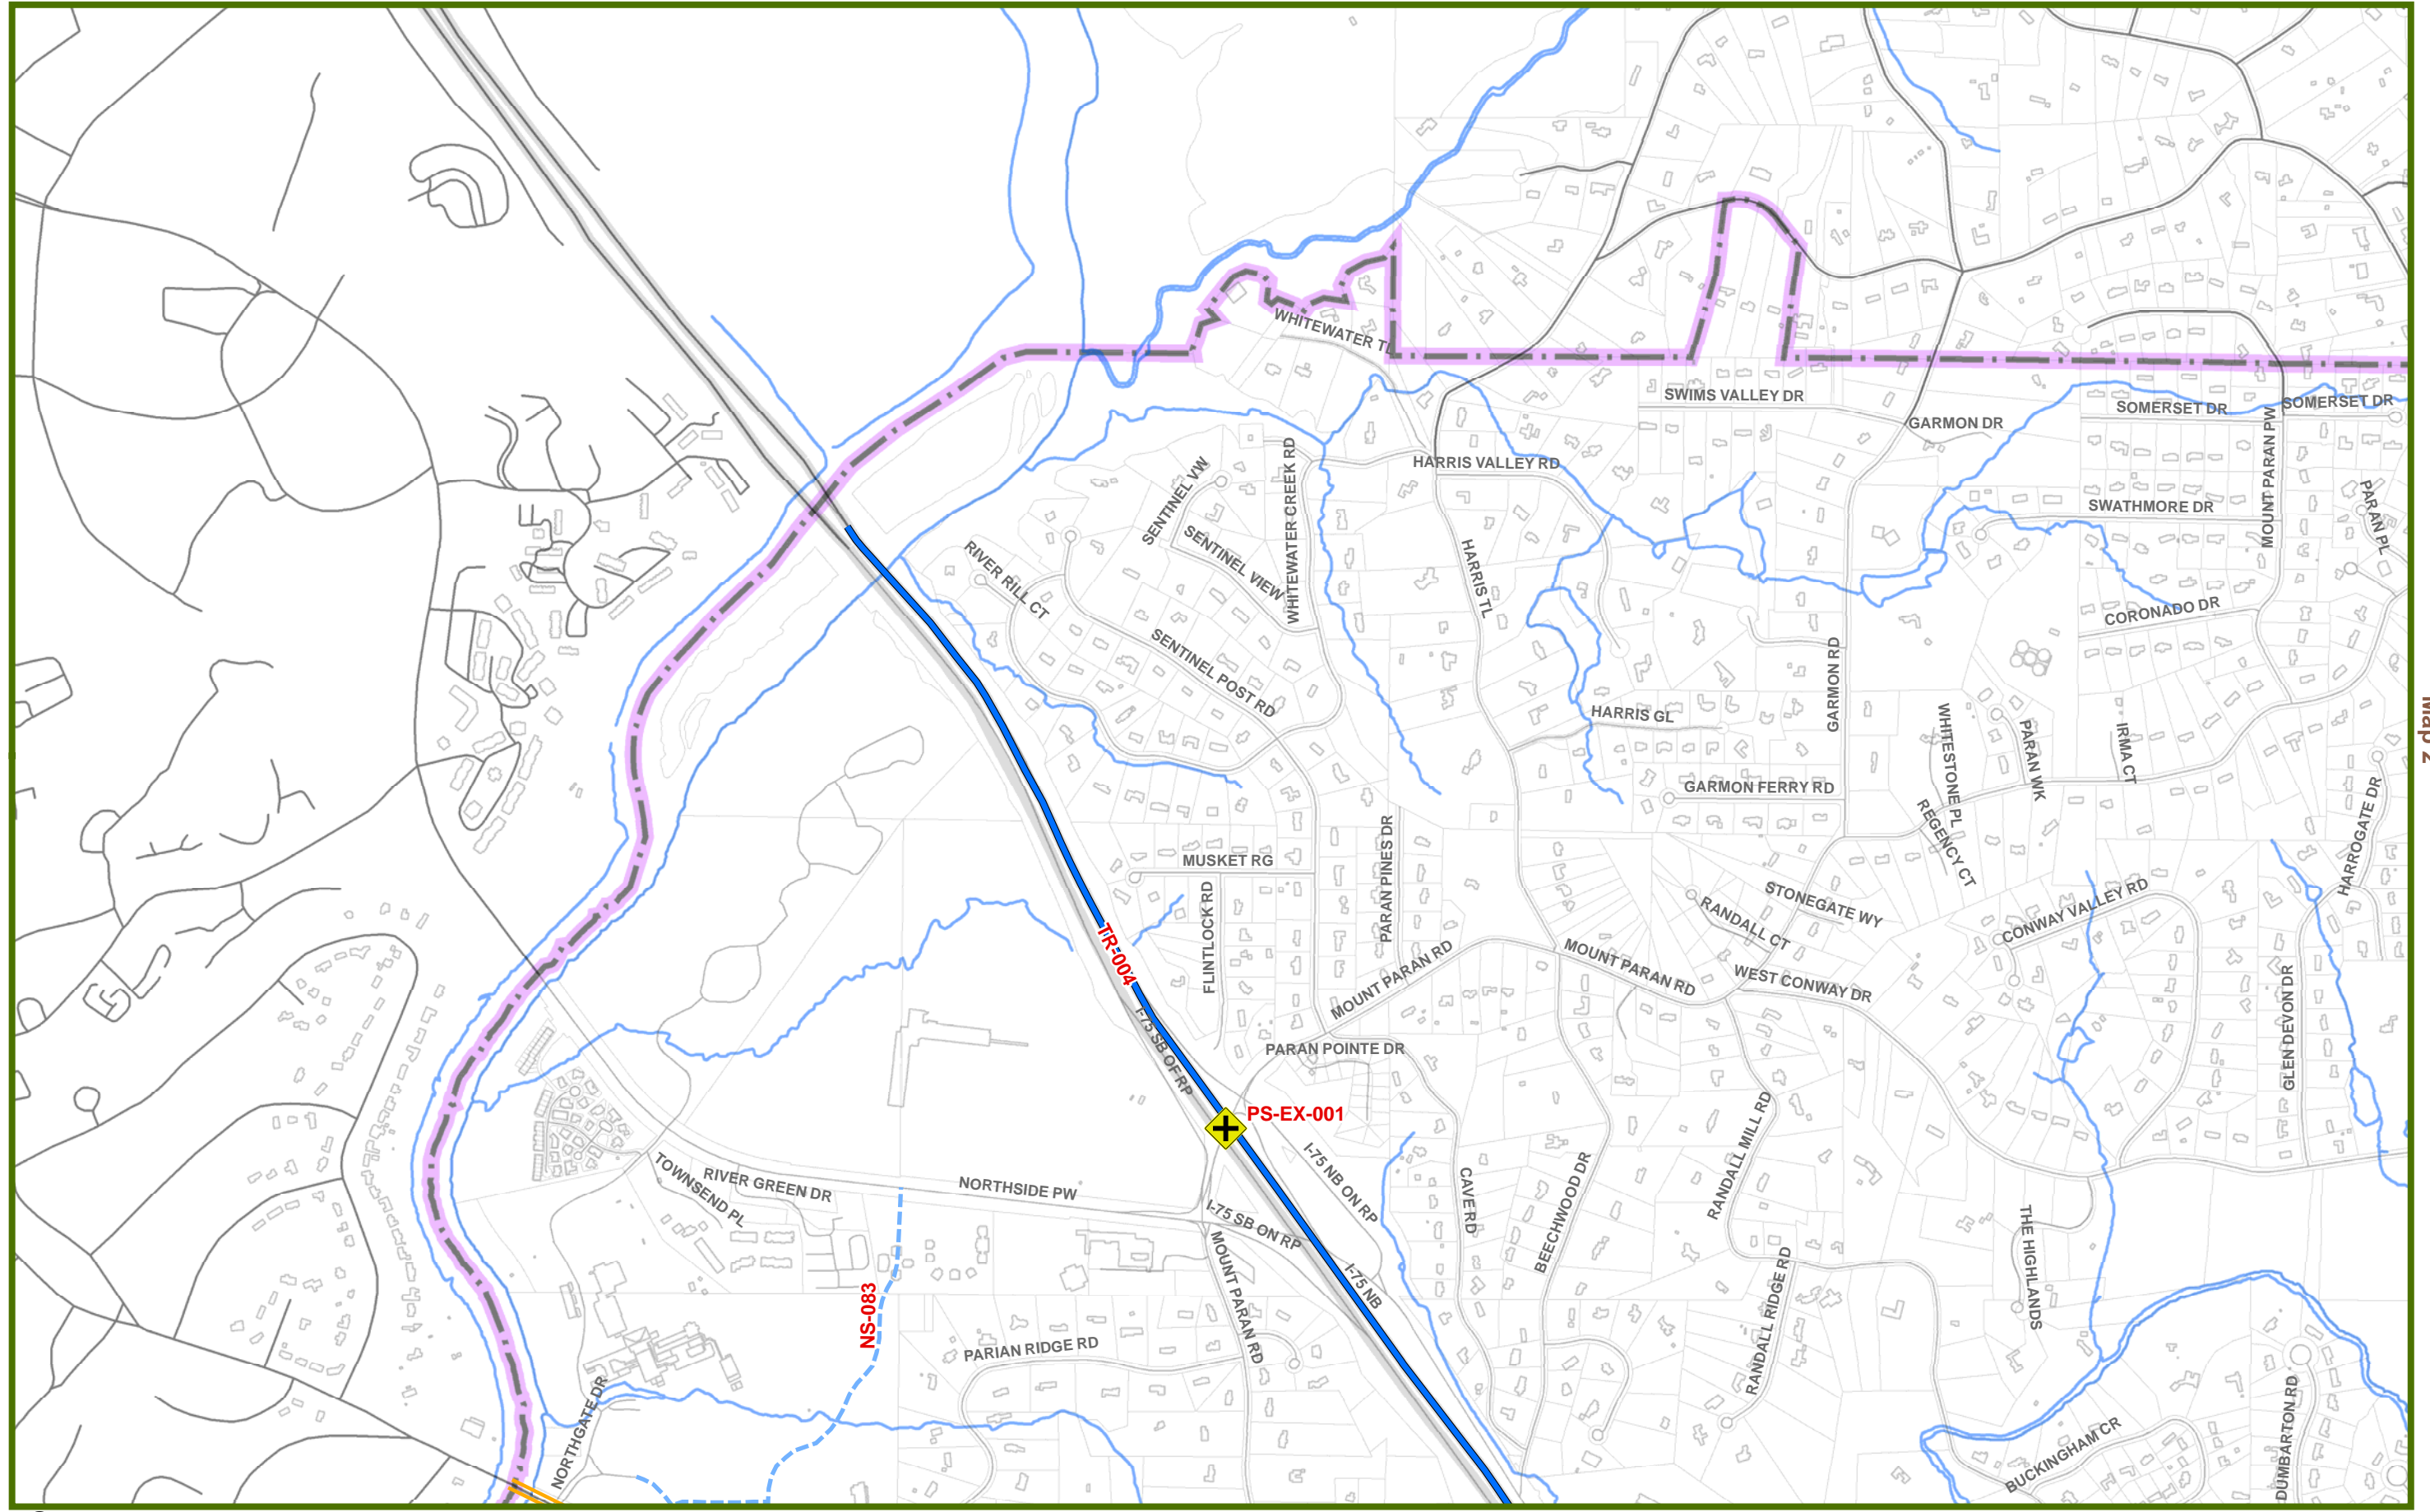 WHITEWATER TL
SWIMS VALLEY DR
GARMON DR
SOMERSET DR
SOMERSET DR
MOUNT PARAN PW
HARRIS VALLEY RD
WHITEWATER CREEK RD
SENTINEL VW
SENTINEL VIEW
SWATHMORE DR
PARAN PL
RIVER RILL CT
HARRIS TL
CORONADO DR
SENTINEL POST RD
GARMON RD
HARRIS GL
WHITESTONE PL
PARAN WK
IRMA CT
Map 2
GARMON FERRY RD
REGENCY CT
HARROGATE DR
MUSKET RG
PARAN PINES DR
FLINTLOCK RD
STONEGATE WY
RANDALL CT
CONWAY VALLEY RD
TR-004
MOUNT PARAN RD
MOUNT PARAN RD
WEST CONWAY DR
GLEN DEVON DR
I-75 SB OF RP
PARAN POINTE DR
PS-EX-001
I-75 NB ON RP
RANDALL MILL RD
TOWNSEND PL
RIVER GREEN DR
NORTHSIDE PW
I-75 SB ON RP
CAVE RD
BEECHWOOD DR
THE HIGHLANDS
NS-083
MOUNT PARAN RD
I-75 NB
RANDALL RIDGE RD
PARIAN RIDGE RD
NORTHGATE DR
BUCKINGHAM CR
DUMBARTON RD